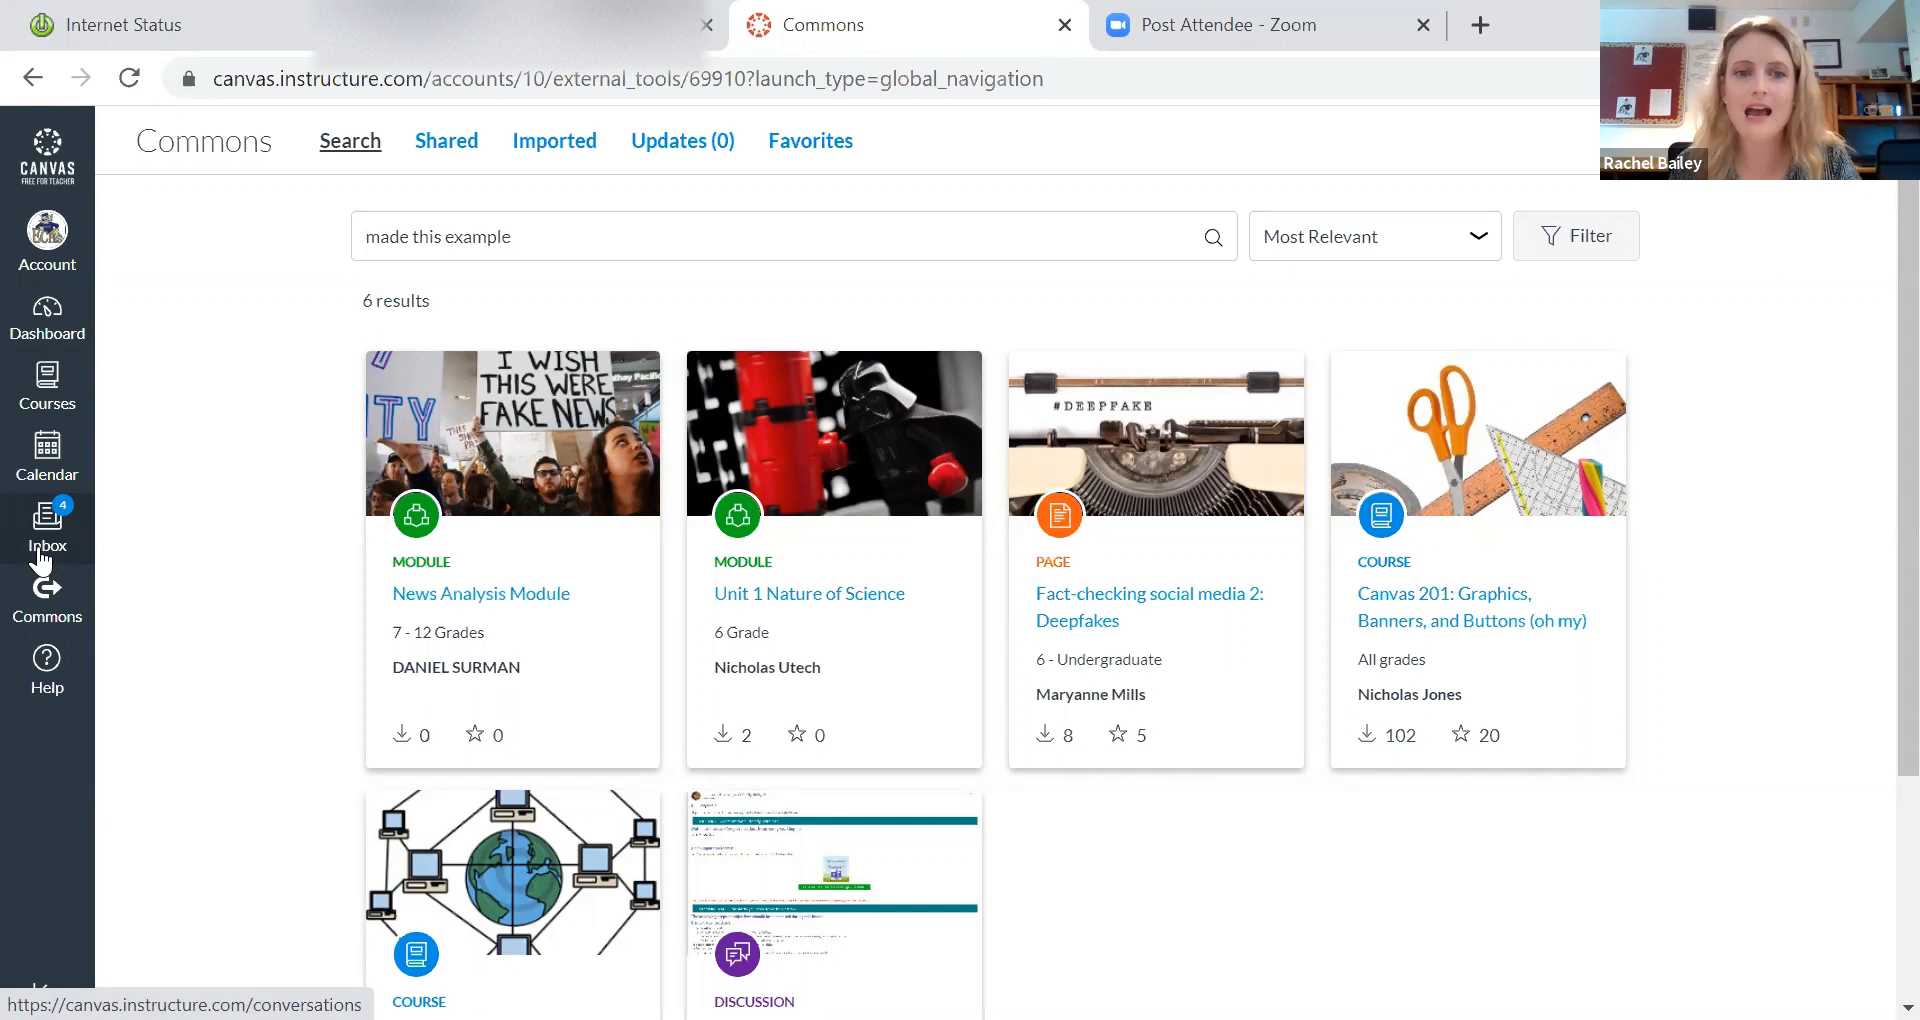 Internet Status
Commons
Post Attendee - Zoom
canvas.instructure.com/accounts/10/external_tools/69910?launch_type=global_navigation
Rachel Bailey
CANVAS
FREE FOR TEACHER
Account
Dashboard
Courses
Calendar
4
Inbox
Commons
Help
Commons
Search
Shared
Imported
Updates (0)
Favorites
made this example
Most Relevant
Filter
6 results
I WISH
THIS WERE
FAKE NEWS
ITY
MODULE
News Analysis Module
7 - 12 Grades
DANIEL SURMAN
0
0
MODULE
Unit 1 Nature of Science
6 Grade
Nicholas Utech
2
0
#DEEPFAKE
PAGE
Fact-checking social media 2:
Deepfakes
6 - Undergraduate
Maryanne Mills
8
5
COURSE
Canvas 201: Graphics,
Banners, and Buttons (oh my)
All grades
Nicholas Jones
102
20
COURSE
DISCUSSION
https://canvas.instructure.com/conversations